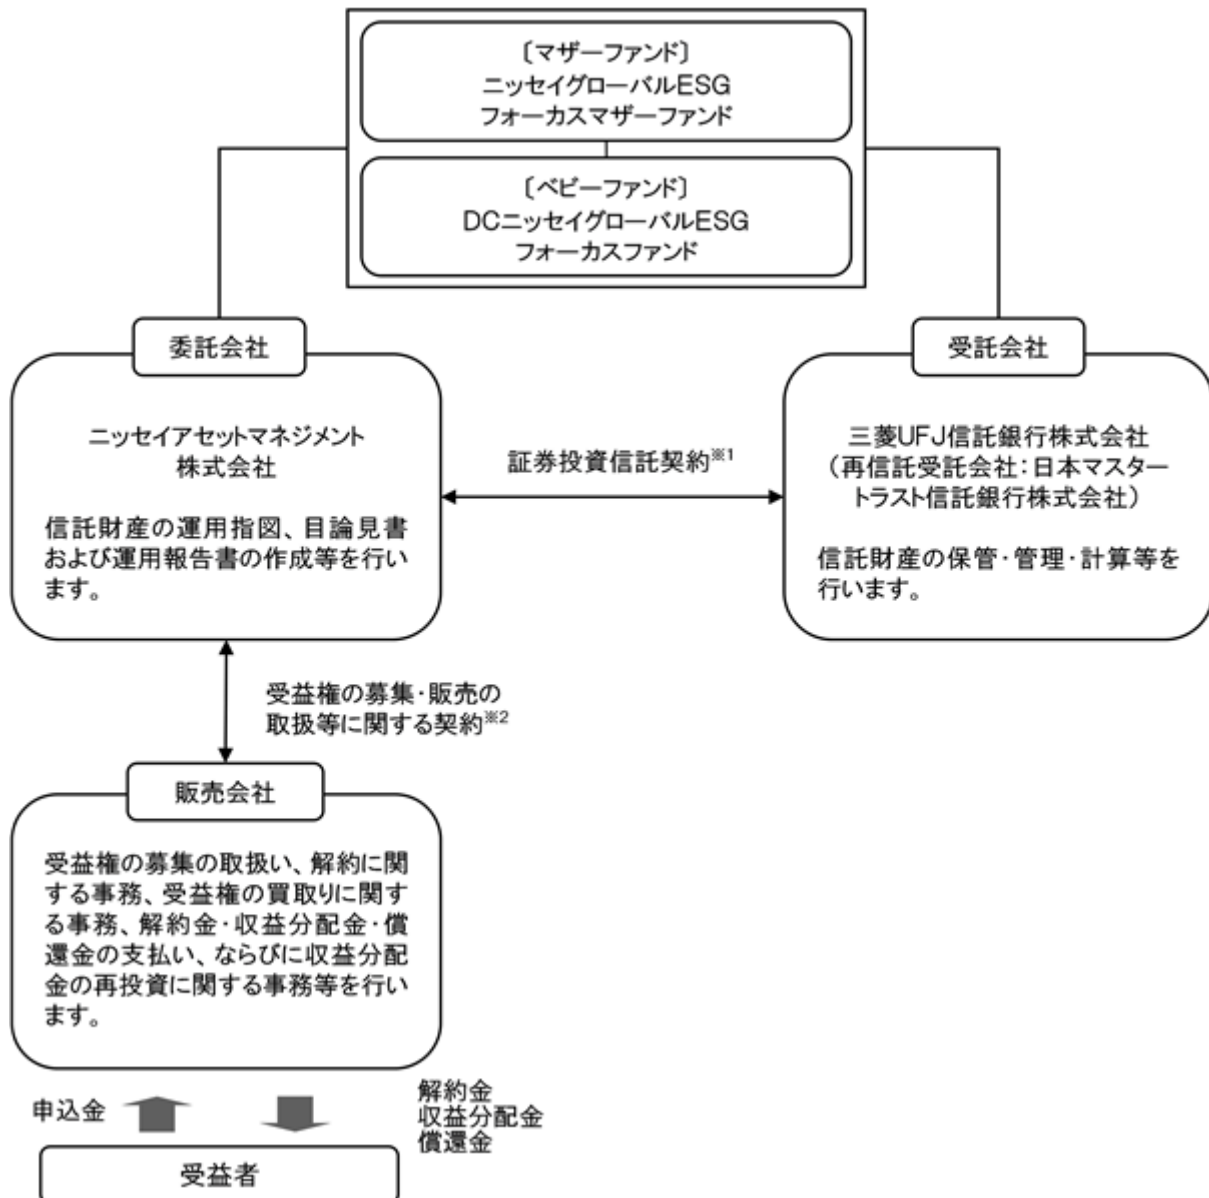 〔マザーファンド〕
ニッセイグローバルESG
フォーカスマザーファンド
〔ベビーファンド〕
DCニッセイグローバルESG
フォーカスファンド
委託会社
ニッセイアセットマネジメント
株式会社
信託財産の運用指図、目論見書
および運用報告書の作成等を行い
ます。
証券投資信託契約※1
受託会社
三菱UFJ信託銀行株式会社
（再信託受託会社：日本マスター
トラスト信託銀行株式会社）
信託財産の保管・管理・計算等を
行います。
受益権の募集・販売の
取扱等に関する契約※2
販売会社
受益権の募集の取扱い、解約に関
する事務、受益権の買取りに関す
る事務、解約金・収益分配金・償
還金の支払い、ならびに収益分配
金の再投資に関する事務等を行い
ます。
申込金
解約金
収益分配金
償還金
受益者